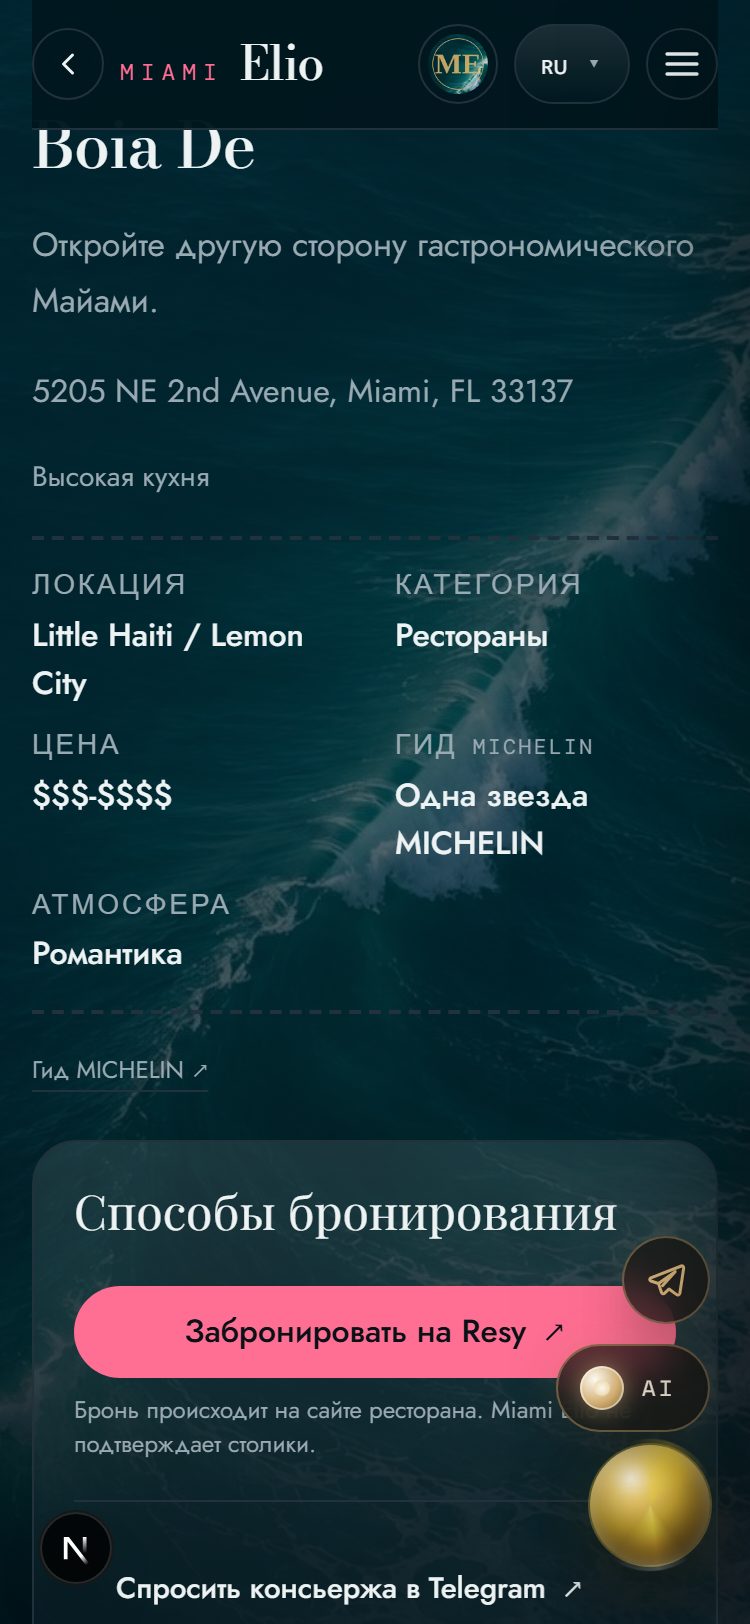 MIAMI Elio
ME
RU
Boia De
Откройте другую сторону гастрономического
Майами.
5205 NE 2nd Avenue, Miami, FL 33137
Высокая кухня
ЛОКАЦИЯ
Little Haiti / Lemon
City
КАТЕГОРИЯ
Рестораны
ЦЕНА
$$$-$$$$
ГИД MICHELIN
Одна звезда
MICHELIN
АТМОСФЕРА
Романтика
Гид MICHELIN ↗
Способы бронирования
Забронировать на Resy ↗
Бронь происходит на сайте ресторана. Miami
подтверждает столики.
AI
N
Спросить консьержа в Telegram ↗